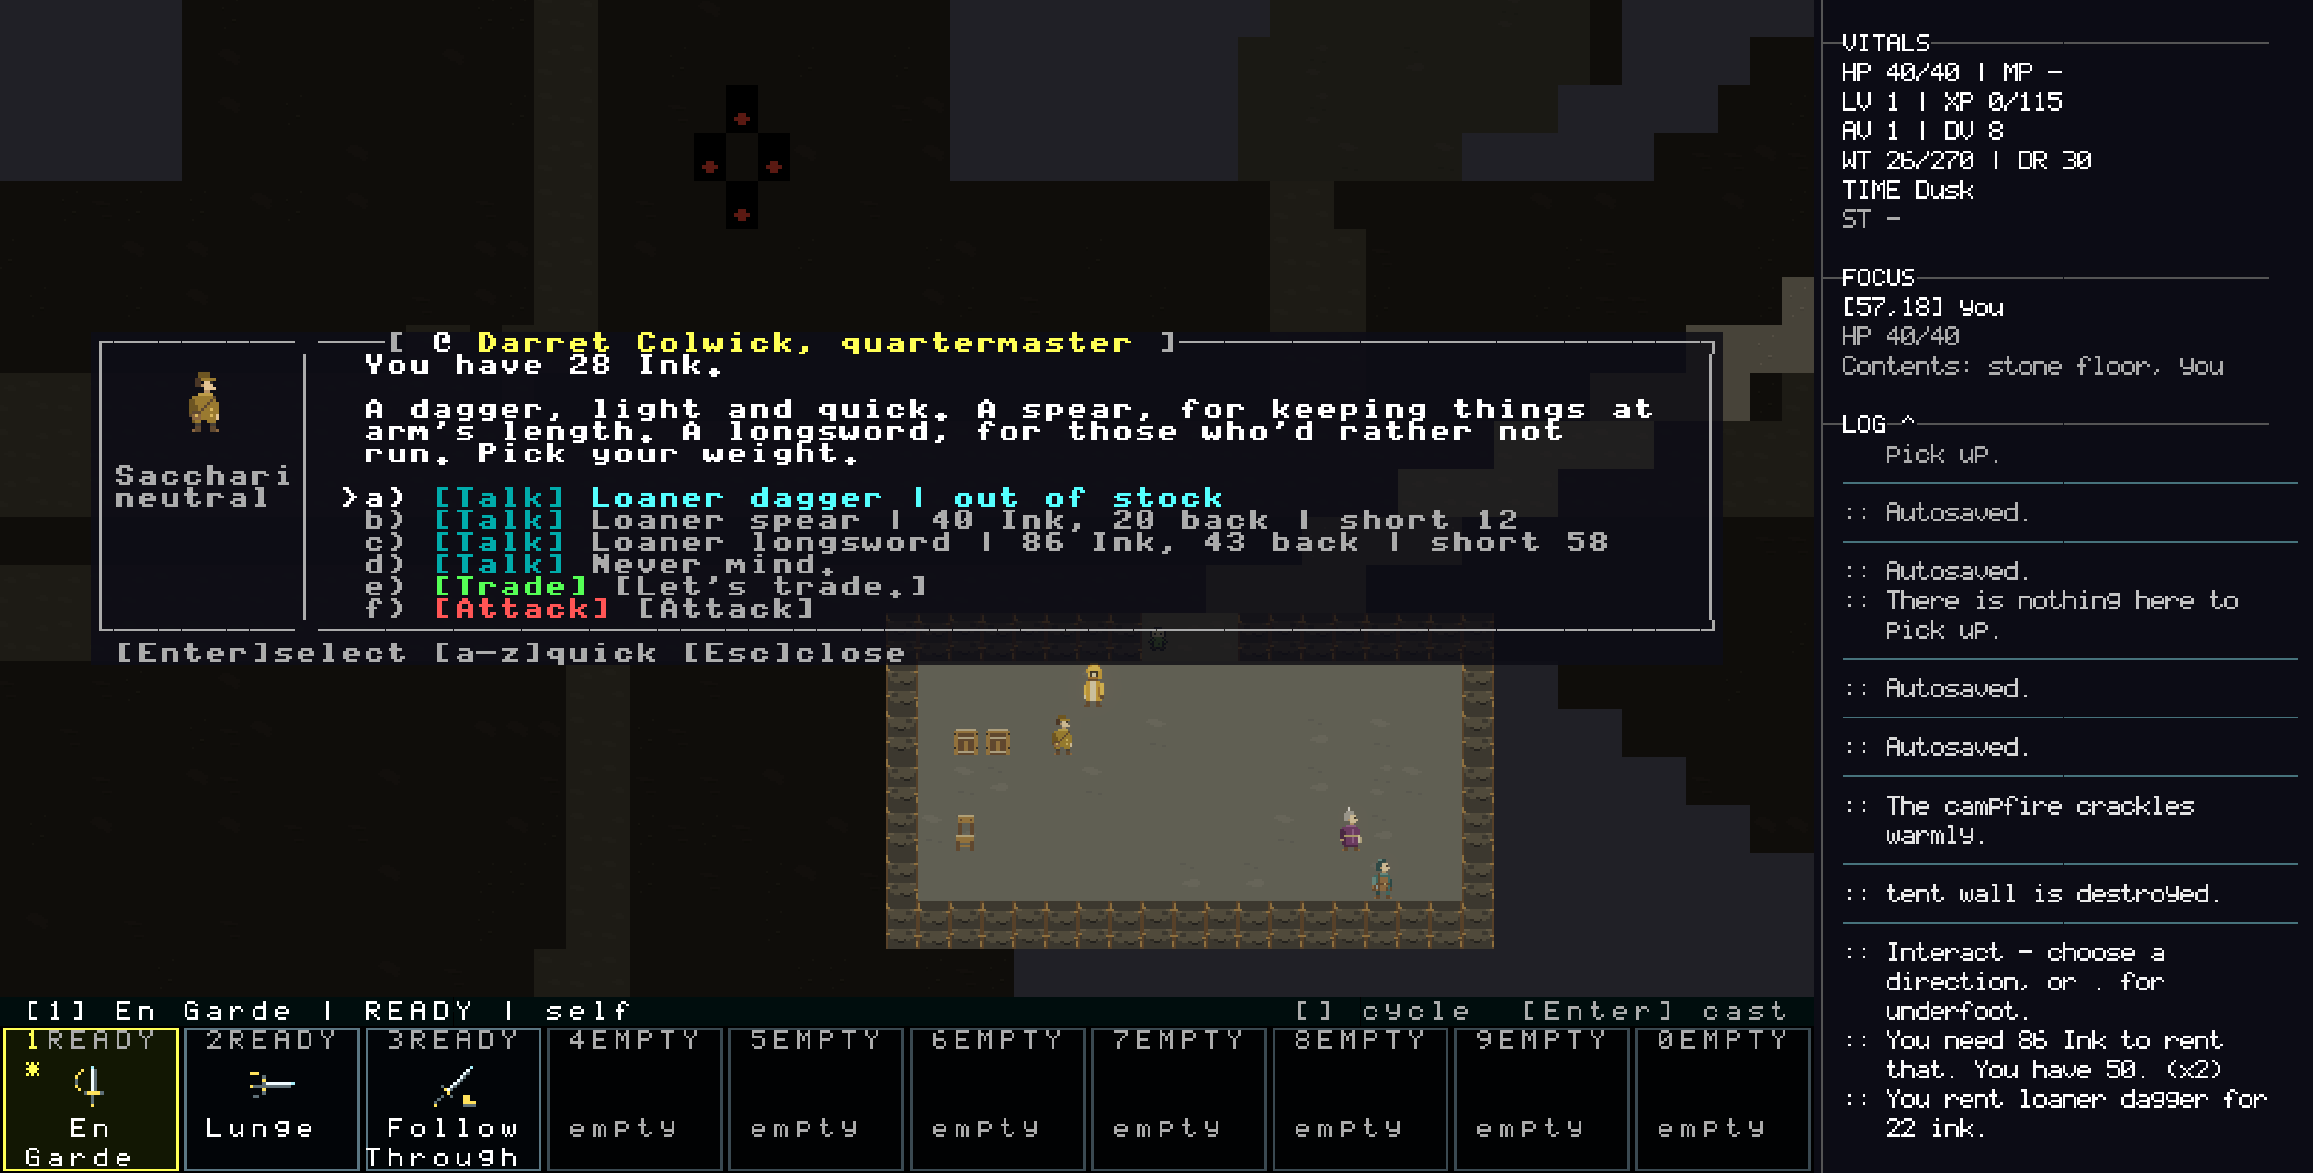 [ @ Darret Colwick, quartermaster ]
You have 28 Ink.
A dagger, light and quick. A spear, for keeping things at
arm's length. A longsword, for those who'd rather not
run. Pick your weight.
Sacchari
neutral
>a) [Talk] Loaner dagger | out of stock
b) [Talk] Loaner spear | 40 Ink, 20 back | short 12
c) [Talk] Loaner longsword | 86 Ink, 43 back | short 58
d) [Talk] Never mind.
e) [Trade] [Let's trade.]
f) [Attack] [Attack]
[Enter]select [a-z]quick [Esc]close
[1] En Garde | READY | self
[] cycle [Enter] cast
1READY
* En
Garde
2READY
Lunge
3READY
Follow
Through
4EMPTY
empty
5EMPTY
empty
6EMPTY
empty
7EMPTY
empty
8EMPTY
empty
9EMPTY
empty
0EMPTY
empty
VITALS
HP 40/40 | MP -
LV 1 | XP 0/115
AV 1 | DV 8
WT 26/270 | DR 30
TIME Dusk
ST -
FOCUS
[57,18] You
HP 40/40
Contents: stone floor, You
LOG ^
Pick up.
:: Autosaved.
:: Autosaved.
:: There is nothing here to
Pick up.
:: Autosaved.
:: Autosaved.
:: The campfire crackles
warmly.
:: tent wall is destroyed.
:: Interact - choose a
direction, or . for
underfoot.
:: You need 86 Ink to rent
that. You have 50. (x2)
:: You rent loaner dagger for
22 ink.